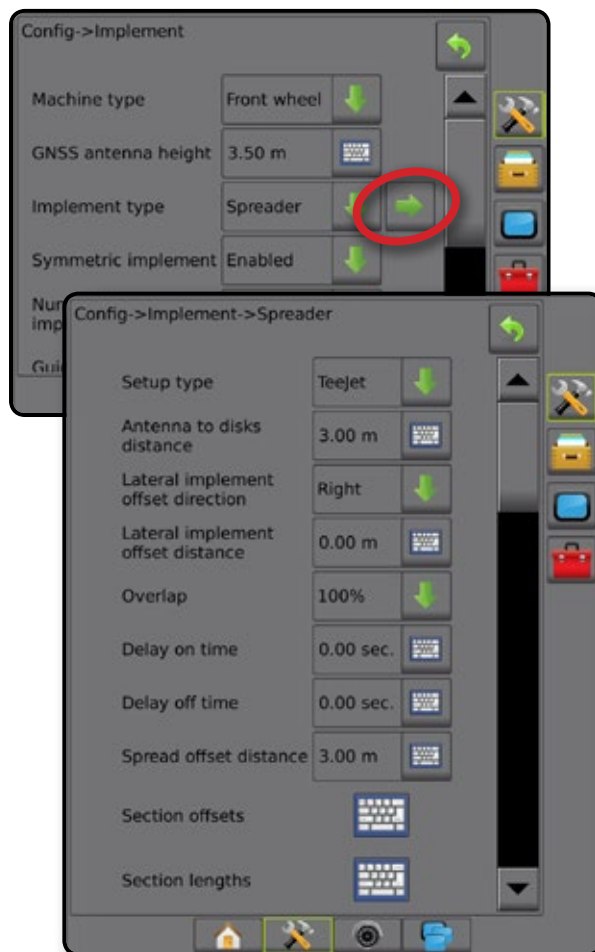 Config->Implement
Machine type Front wheel
GNSS antenna height 3.50 m
Implement type Spreader
Symmetric implement Enabled
Config->Implement->Spreader
Setup type TeeJet
Antenna to disks
distance 3.00 m
Lateral implement
offset direction Right
Lateral implement
offset distance 0.00 m
Overlap 100%
Delay on time 0.00 sec.
Delay off time 0.00 sec.
Spread offset distance 3.00 m
Section offsets
Section lengths